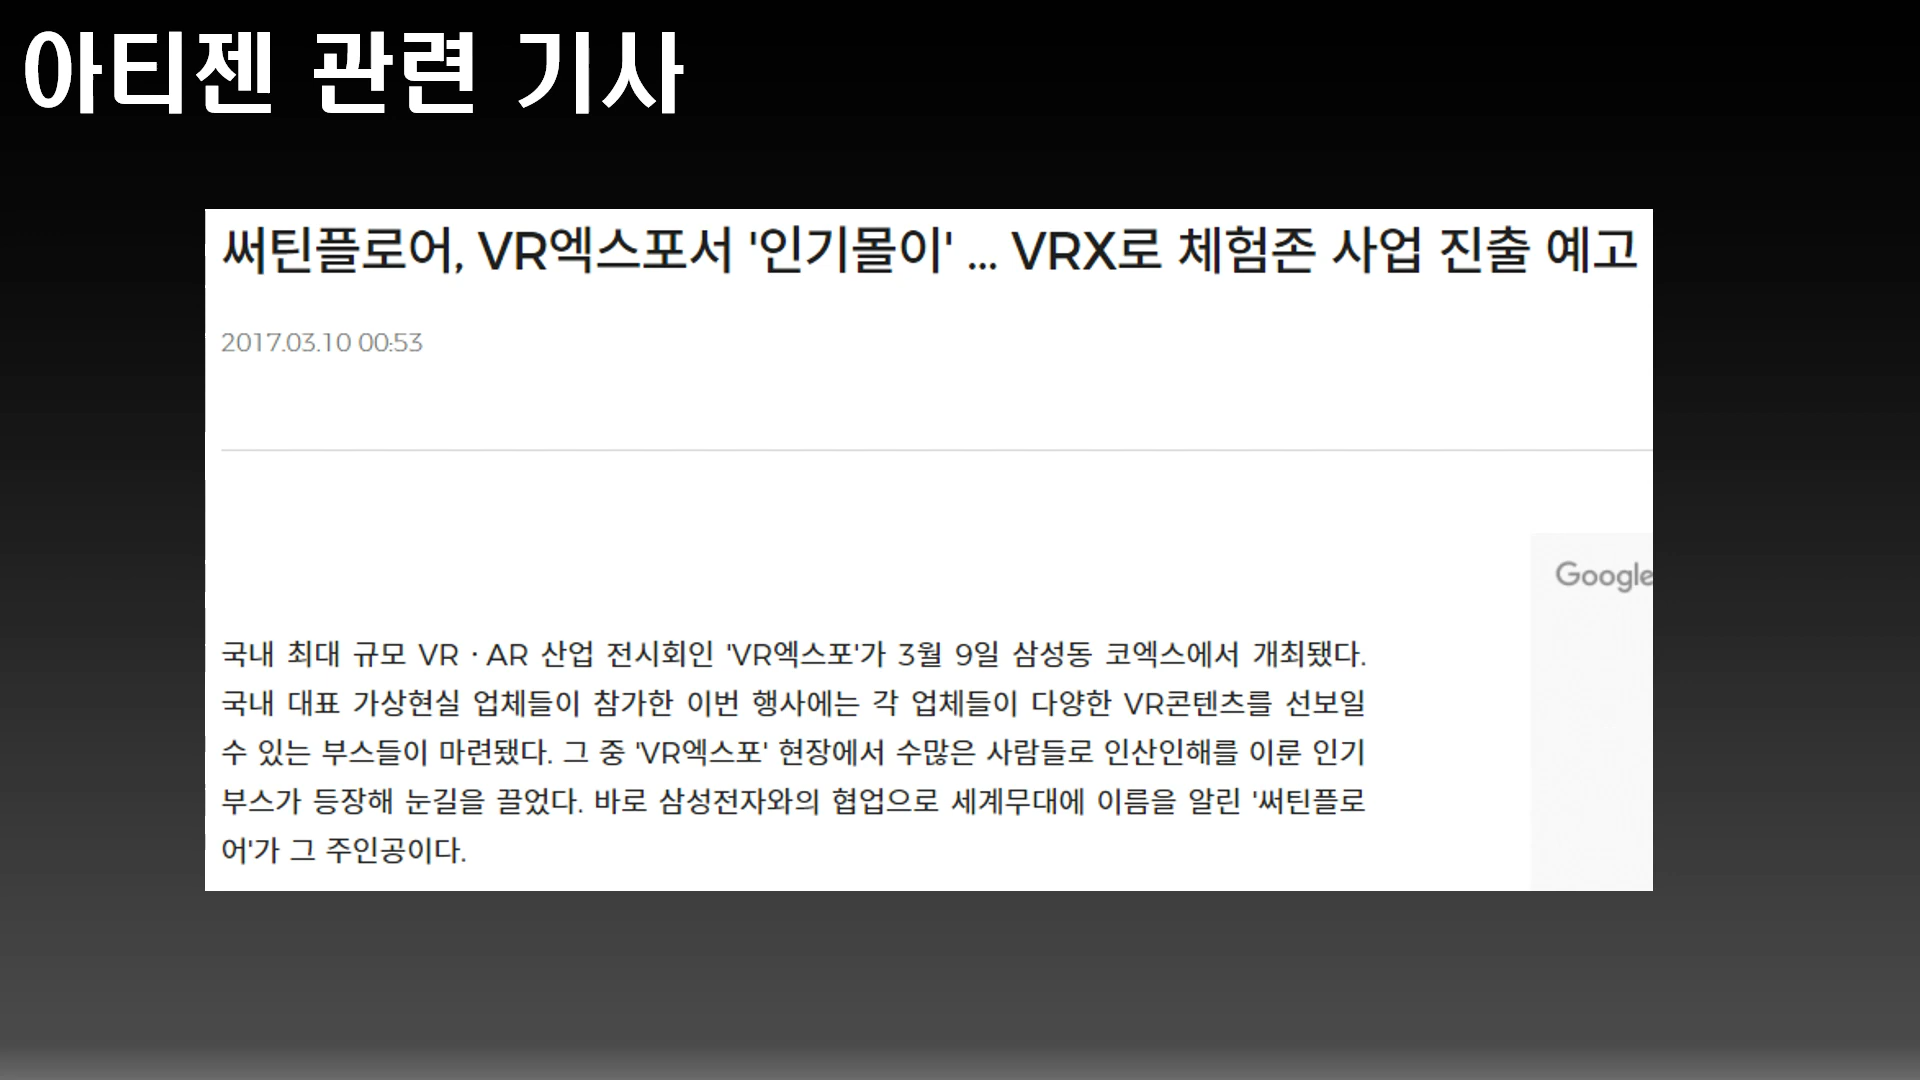 아티젠 관련 기사
써틴플로어, VR엑스포서 '인기몰이' ... VRX로 체험존 사업 진출 예고
2017.03.10 00:53
Google
국내 최대 규모 VR · AR 산업 전시회인 'VR엑스포'가 3월 9일 삼성동 코엑스에서 개최됐다.
국내 대표 가상현실 업체들이 참가한 이번 행사에는 각 업체들이 다양한 VR콘텐츠를 선보일
수 있는 부스들이 마련됐다. 그 중 'VR엑스포' 현장에서 수많은 사람들로 인산인해를 이룬 인기
부스가 등장해 눈길을 끌었다. 바로 삼성전자와의 협업으로 세계무대에 이름을 알린 '써틴플로
어'가 그 주인공이다.